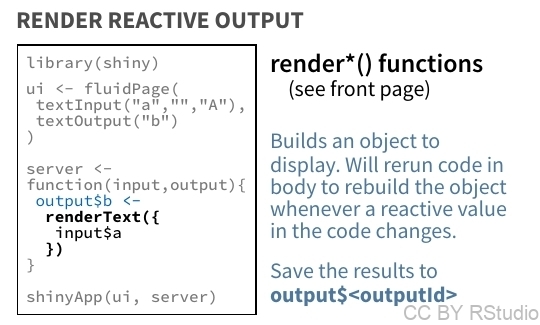 RENDER REACTIVE OUTPUT
library(shiny)
ui <- fluidPage(
textInput("a","","A"),
textOutput("b")
)
server <-
function(input,output){
output$b <-
renderText({
input$a
})
}
shinyApp(ui, server)
render*() functions
(see front page)
Builds an object to
display. Will rerun code in
body to rebuild the object
whenever a reactive value
in the code changes.
Save the results to
output$<outputId>
CC BY RStudio